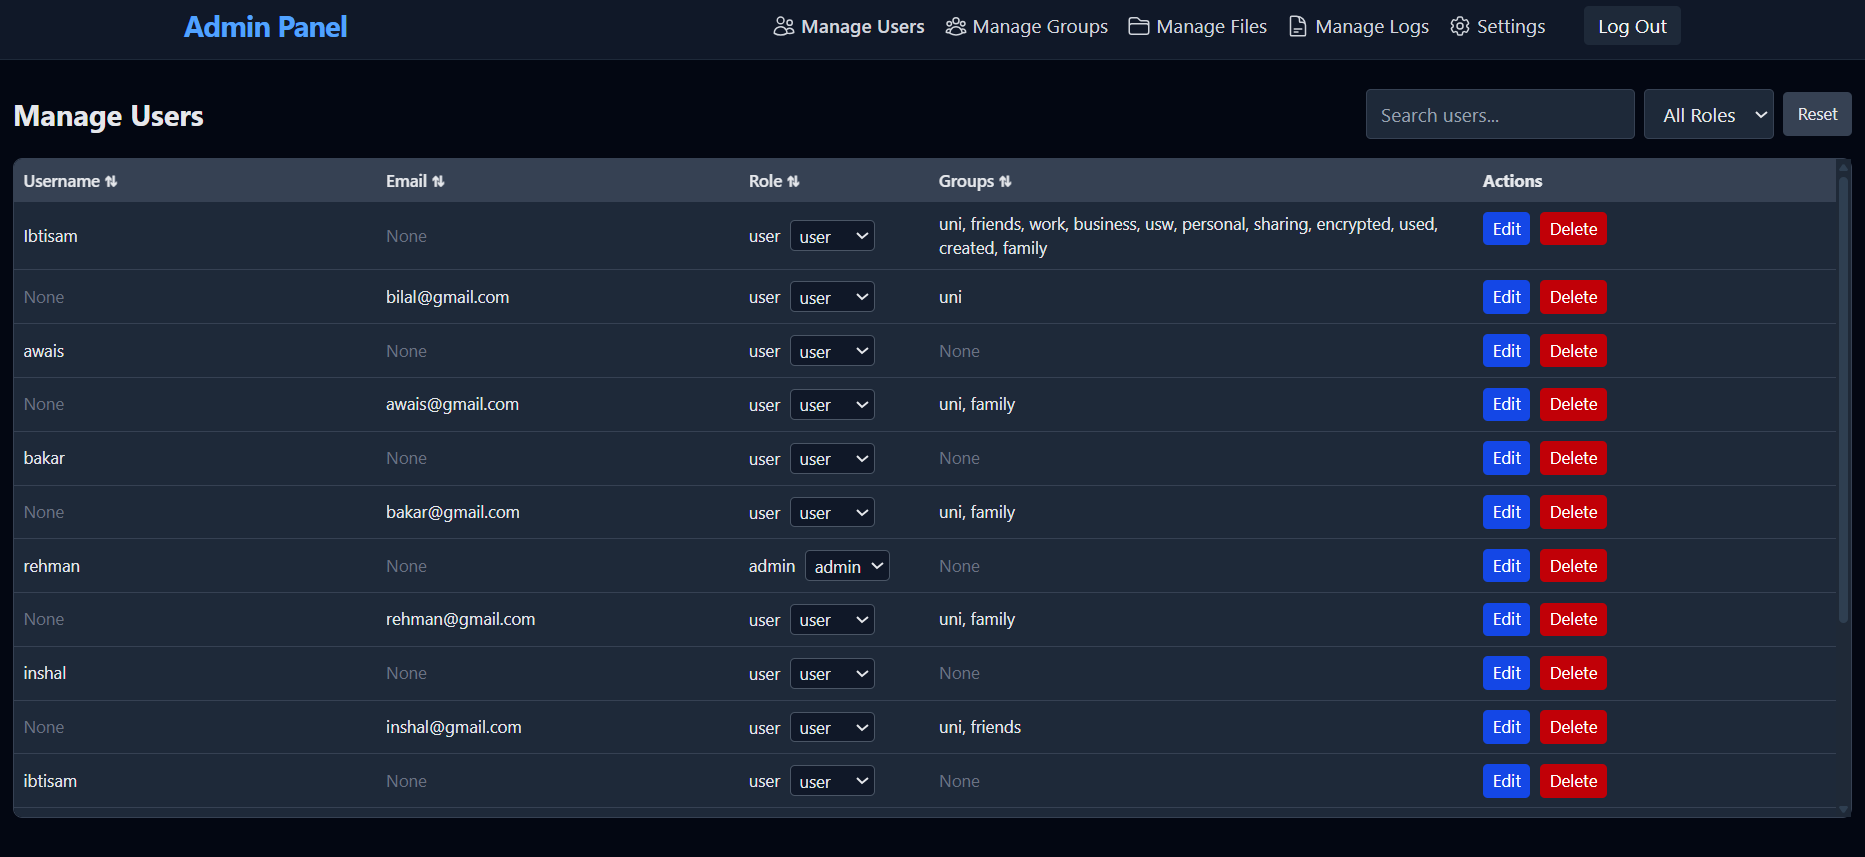 Admin Panel Manage Users Manage Groups Manage Files Manage Logs Settings Log Out
Manage Users Search users... All Roles Reset
Username Email Role Groups Actions
Ibtisam None user user uni, friends, work, business, usw, personal, sharing, encrypted, used, Edit Delete
created, family
None bilal@gmail.com user user uni Edit Delete
awais None user user None Edit Delete
None awais@gmail.com user user uni, family Edit Delete
bakar None user user None Edit Delete
None bakar@gmail.com user user uni, family Edit Delete
rehman None admin admin None Edit Delete
None rehman@gmail.com user user uni, family Edit Delete
inshal None user user None Edit Delete
None inshal@gmail.com user user uni, friends Edit Delete
ibtisam None user user None Edit Delete